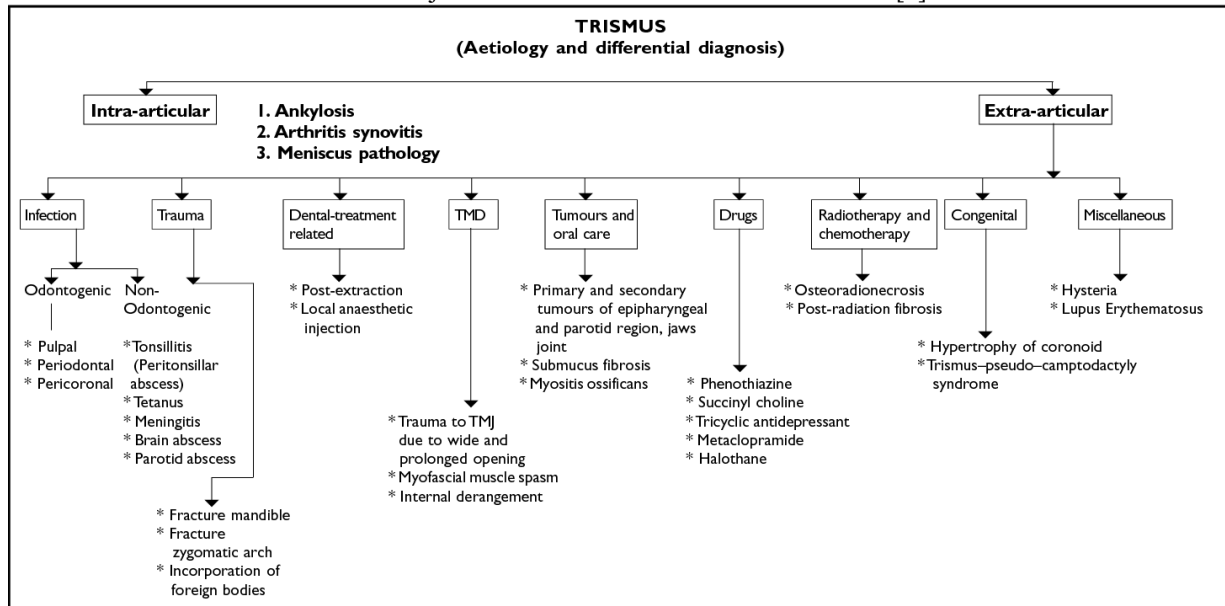 TRISMUS
(Aetiology and differential diagnosis)
Intra-articular
1. Ankylosis
2. Arthritis synovitis
3. Meniscus pathology
Extra-articular
Infection
Trauma
Dental-treatment
related
TMD
Tumours and
oral care
Drugs
Radiotherapy and
chemotherapy
Congenital
Miscellaneous
Odontogenic
* Pulpal
* Periodontal
* Pericoronal
Non-
Odontogenic
* Tonsillitis
(Peritonsillar
abscess)
* Tetanus
* Meningitis
* Brain abscess
* Parotid abscess
* Fracture mandible
* Fracture
zygomatic arch
* Incorporation of
foreign bodies
* Post-extraction
* Local anaesthetic
injection
* Trauma to TMJ
due to wide and
prolonged opening
* Myofascial muscle spasm
* Internal derangement
* Primary and secondary
tumours of epipharyngeal
and parotid region, jaws
joint
* Submucus fibrosis
* Myositis ossificans
* Phenothiazine
* Succinyl choline
* Tricyclic antidepressant
* Metaclopramide
* Halothane
* Osteoradionecrosis
* Post-radiation fibrosis
* Hypertrophy of coronoid
* Trismus–pseudo–camptodactyly
syndrome
* Hysteria
* Lupus Erythematosus